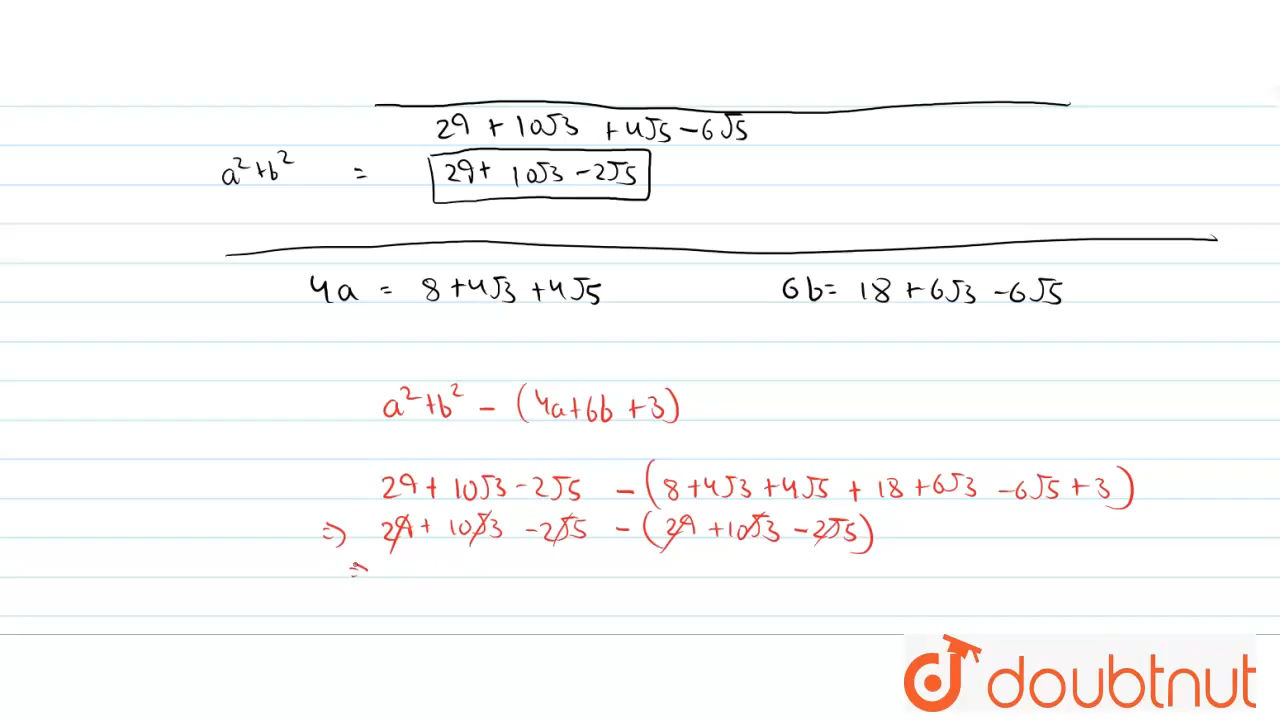 29 + 10√3 + 4√5 - 6√5
a² + b² = 29 + 10√3 - 2√5
4a = 8 + 4√3 + 4√5 6b = 18 + 6√3 - 6√5
a² + b² - (4a + 6b + 3)
29 + 10√3 - 2√5 - (8 + 4√3 + 4√5 + 18 + 6√3 - 6√5 + 3)
⇒ 29 + 10√3 - 2√5 - (29 + 10√3 - 2√5)
⇒
doubtnut